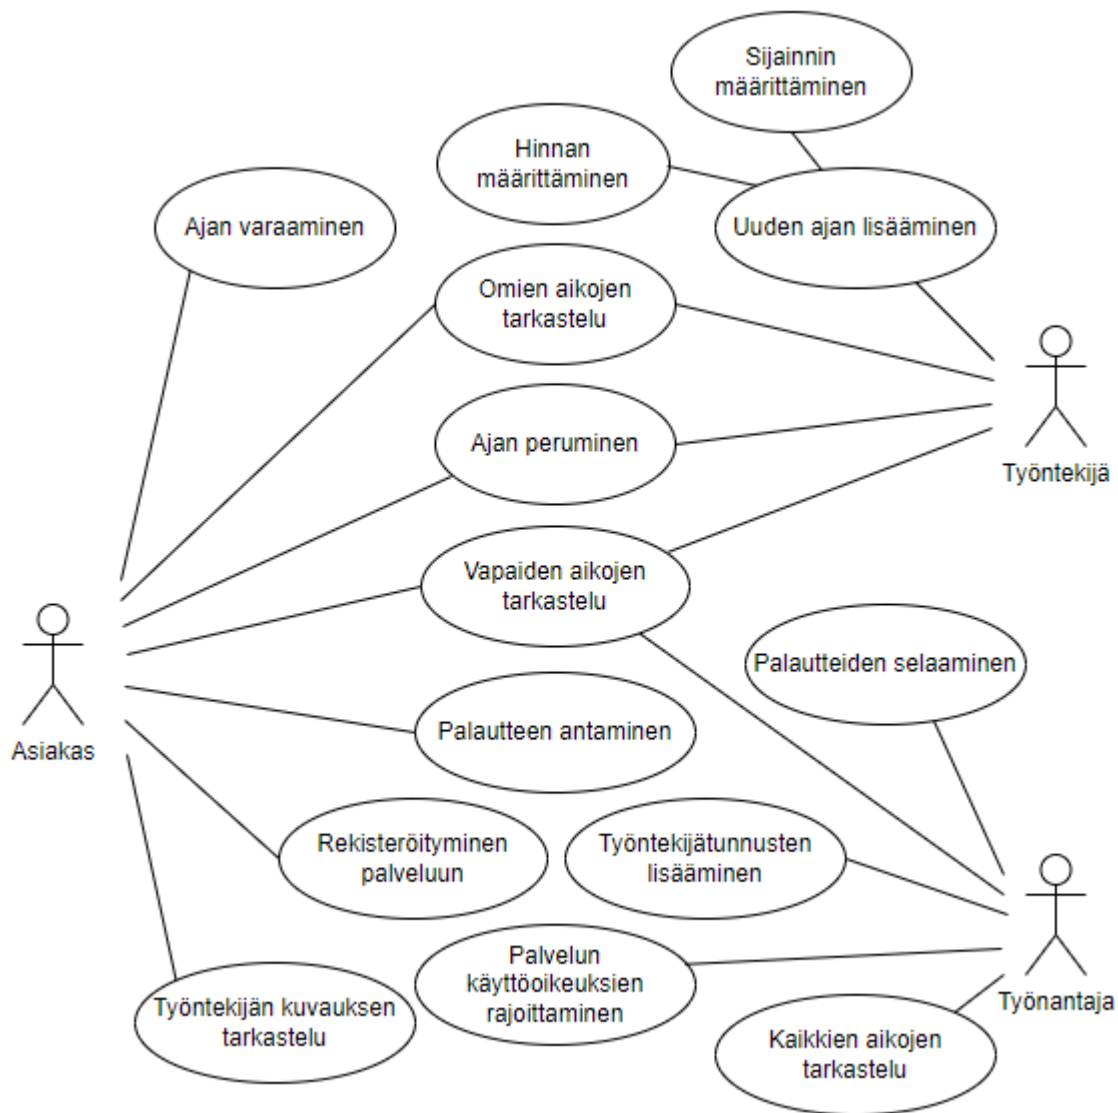 Sijainnin
määrittäminen
Hinnan
määrittäminen
Ajan varaaminen
Uuden ajan lisääminen
Omien aikojen
tarkastelu
Ajan peruminen
Työntekijä
Vapaiden aikojen
tarkastelu
Palautteiden selaaminen
Asiakas
Palautteen antaminen
Rekisteröityminen
palveluun
Työntekijätunnusten
lisääminen
Palvelun
käyttöoikeuksien
rajoittaminen
Työnantaja
Työntekijän kuvauksen
tarkastelu
Kaikkien aikojen
tarkastelu